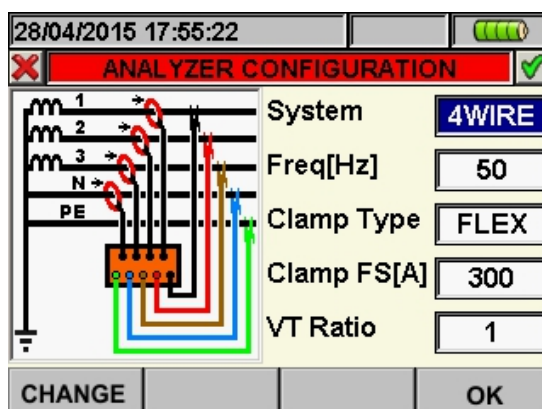 28/04/2015 17:55:22
ANALYZER CONFIGURATION
1
2
3
N
PE
System 4WIRE
Freq[Hz] 50
Clamp Type FLEX
Clamp FS[A] 300
VT Ratio 1
CHANGE OK